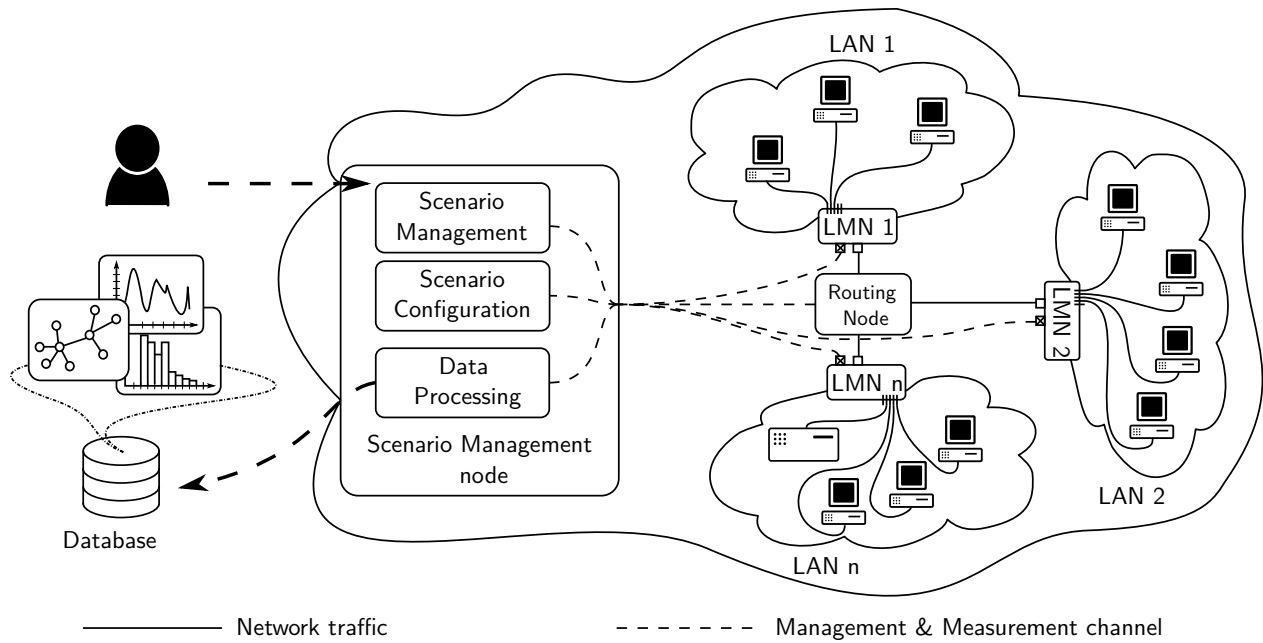 LAN 1
Scenario
Management
LMN 1
Scenario
Configuration
Routing
Node
LMN 2
Data
Processing
LMN n
Scenario Management
node
LAN 2
Database
LAN n
Network traffic
Management & Measurement channel